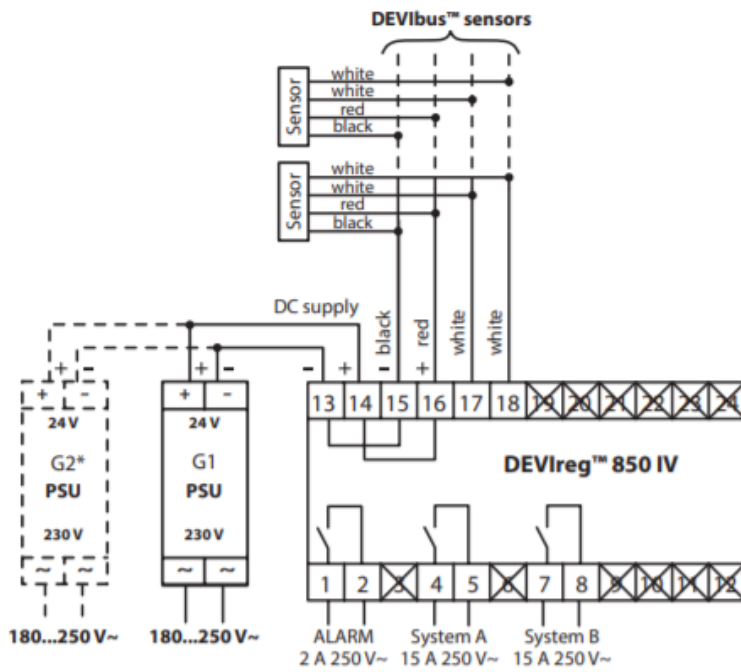 DEVIbus™ sensors
Sensor
white
white
red
black
Sensor
white
white
red
black
DC supply
black
red
white
white
+ - + - - + - +
+ - + - 13 14 15 16 17 18 19 20 21 22 23 24
24 V
24 V
G2*
PSU
G1
PSU
DEVIreg™ 850 IV
230 V
230 V
~ ~ ~ ~ 1 2 3 4 5 6 7 8 9 10 11 12
180...250 V~
180...250 V~
ALARM
2 A 250 V~
System A
15 A 250 V~
System B
15 A 250 V~